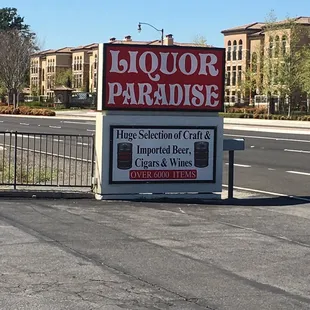 LIQUOR
PARADISE
Huge Selection of Craft &
Imported Beer,
Cigars & Wines
OVER 6000 ITEMS